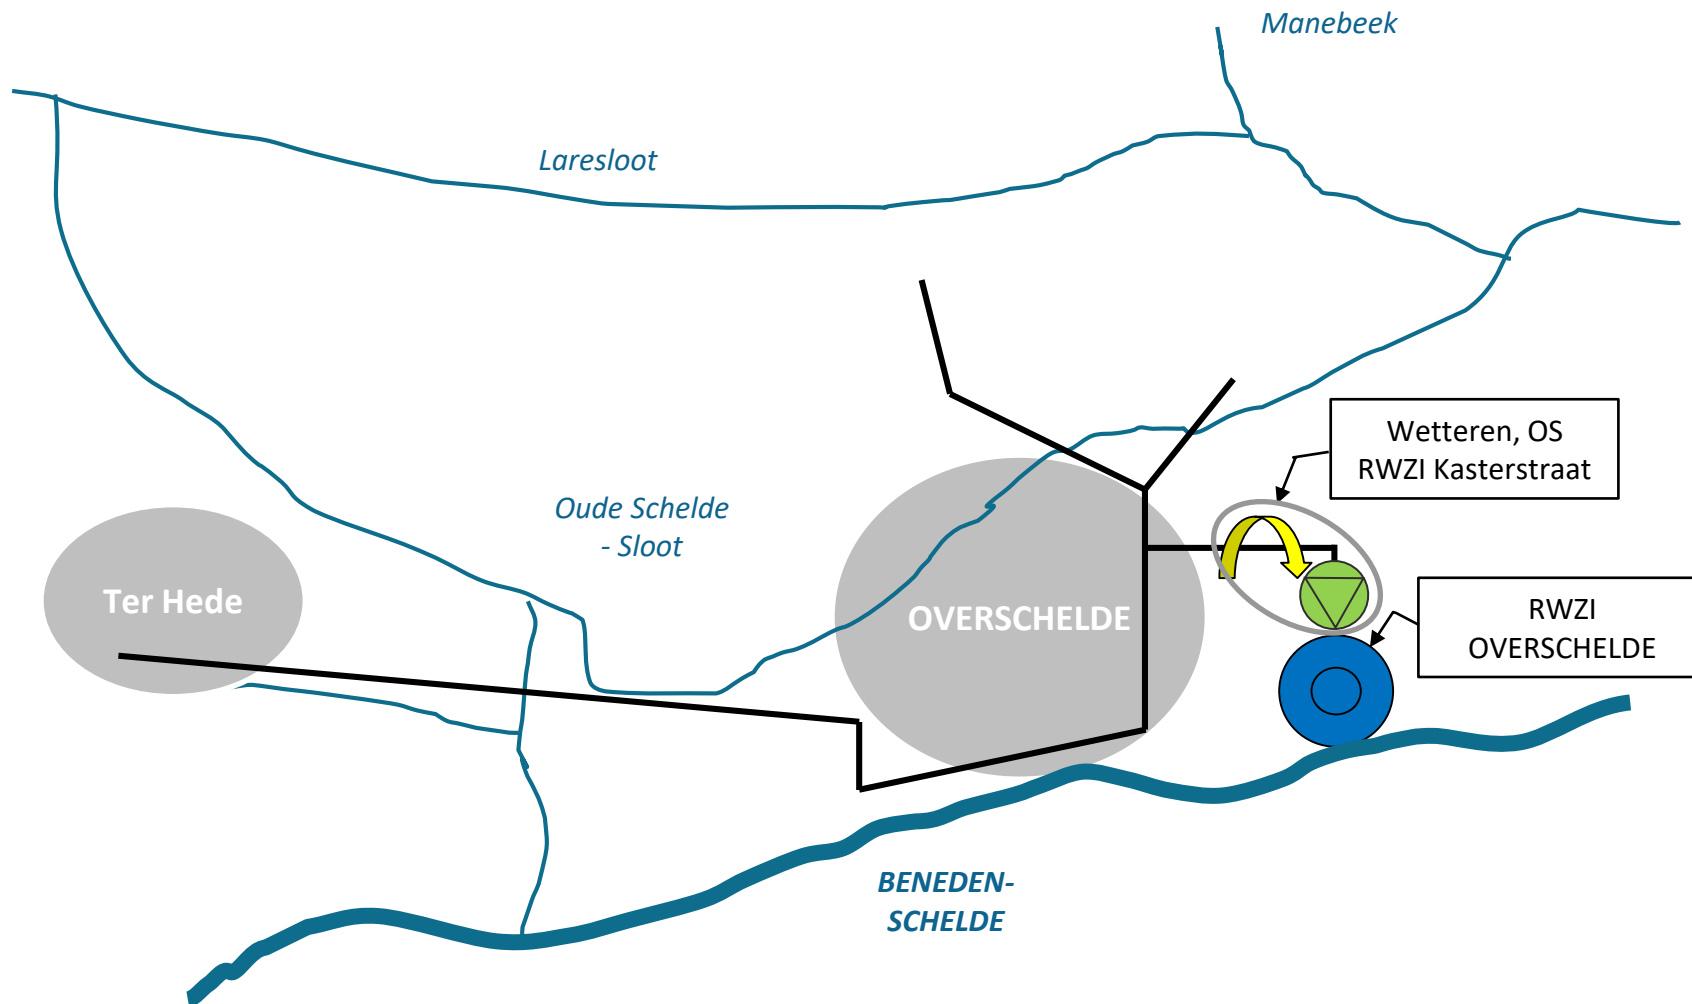 Manebeek
Laresloot
Wetteren, OS
RWZI Kasterstraat
Oude Schelde
- Sloot
Ter Hede
OVERSCHELDE
RWZI
OVERSCHELDE
BENEDEN-
SCHELDE